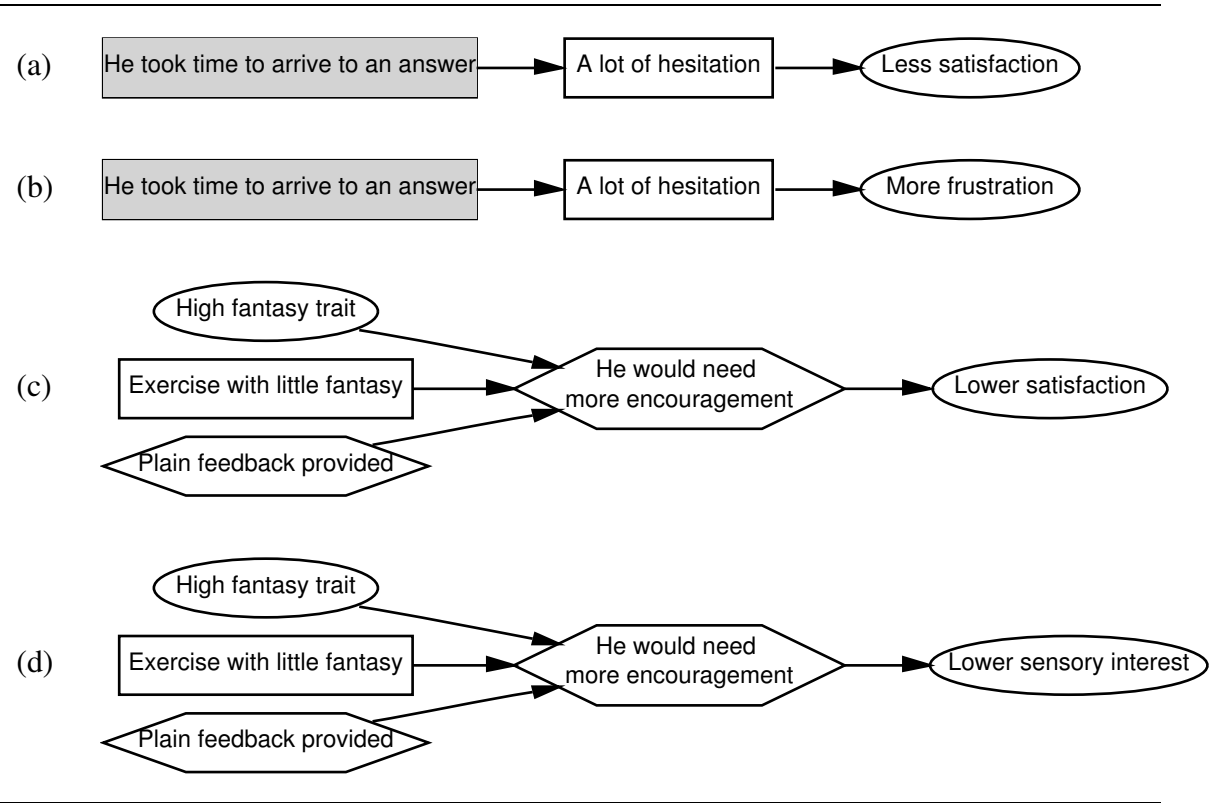 (a)
He took time to arrive to an answer
A lot of hesitation
Less satisfaction
(b)
He took time to arrive to an answer
A lot of hesitation
More frustration
(c)
High fantasy trait
Exercise with little fantasy
Plain feedback provided
He would need
more encouragement
Lower satisfaction
(d)
High fantasy trait
Exercise with little fantasy
Plain feedback provided
He would need
more encouragement
Lower sensory interest